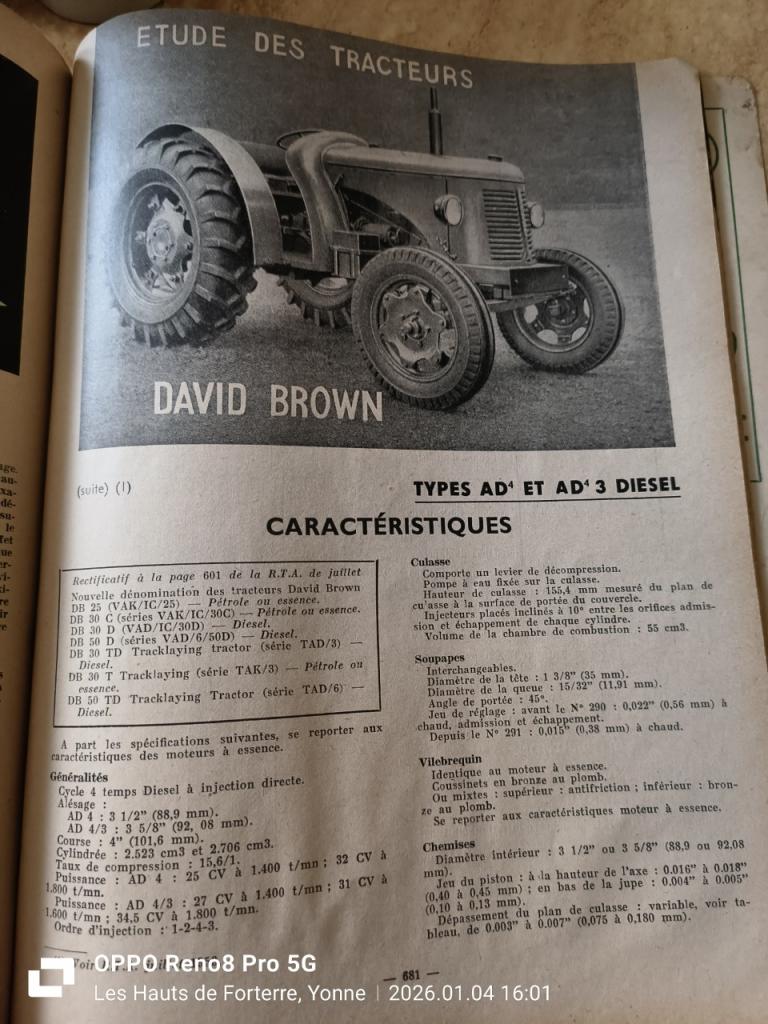 ETUDE DES TRACTEURS
DAVID BROWN
(suite) (1)
TYPES AD⁴ ET AD⁴ 3 DIESEL
CARACTÉRISTIQUES
Rectificatif à la page 601 de la R.T.A. de juillet
Nouvelle dénomination des tracteurs David Brown
DB 25 (VAK/IC/25) — Pétrole ou essence.
DB 30 C (séries VAK/IC/30C) — Pétrole ou essence.
DB 30 D (VAD/IC/30D) — Diesel.
DB 50 D (séries VAD/6/50D) — Diesel.
DB 30 TD Tracklaying tractor (série TAD/3) —
Diesel.
DB 30 T Tracklaying (série TAK/3) — Pétrole ou
essence.
DB 50 TD Tracklaying Tractor (série TAD/6) —
Diesel.
A part les spécifications suivantes, se reporter aux
caractéristiques des moteurs à essence.
Généralités
Cycle 4 temps Diesel à injection directe.
Alésage :
AD 4 : 3 1/2" (88,9 mm).
AD 4/3 : 3 5/8" (92, 08 mm).
Course : 4" (101,6 mm).
Cylindrée : 2.523 cm3 et 2.706 cm3.
Taux de compression : 15,6/1.
Puissance : AD 4 : 25 CV à 1.400 t/mn ; 32 CV à
1.800 t/mn.
Puissance : AD 4/3 : 27 CV à 1.400 t/mn ; 31 CV à
1.600 t/mn ; 34,5 CV à 1.800 t/mn.
Ordre d'injection : 1-2-4-3.
Culasse
Comporte un levier de décompression.
Pompe à eau fixée sur la culasse.
Hauteur de culasse : 155,4 mm mesuré du plan de
cu'asse à la surface de portée du couvercle.
Injecteurs placés inclinés à 10° entre les orifices admis-
sion et échappement de chaque cylindre.
Volume de la chambre de combustion : 55 cm3.
Soupapes
Interchangeables.
Diamètre de la tête : 1 3/8" (35 mm).
Diamètre de la queue : 15/32" (11,91 mm).
Angle de portée : 45°.
Jeu de réglage : avant le N° 290 : 0,022" (0,56 mm) à
chaud, admission et échappement.
Depuis le N° 291 : 0,015" (0,38 mm) à chaud.
Vilebrequin
Identique au moteur à essence.
Coussinets en bronze au plomb.
Ou mixtes : supérieur : antifriction ; inférieur : bron-
ze au plomb.
Se reporter aux caractéristiques moteur à essence.
Chemises
Diamètre intérieur : 3 1/2" ou 3 5/8" (88,9 ou 92,08
mm).
Jeu du piston : à la hauteur de l'axe : 0.016" à 0.018"
(0,40 à 0,45 mm) ; en bas de la jupe : 0.004" à 0.005"
(0,10 à 0,13 mm).
Dépassement du plan de culasse : variable, voir ta-
bleau, de 0.003" à 0.007" (0,075 à 0,180 mm).
— 681 —
OPPO Reno8 Pro 5G
Les Hauts de Forterre, Yonne | 2026.01.04 16:01